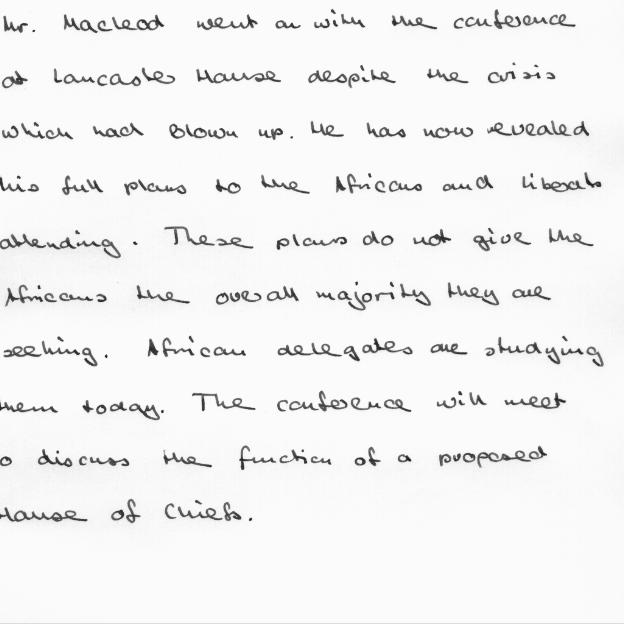 Mr. Macleod went on with the conference
at Lancaster House despite the crisis
which had blown up. He has now revealed
his full plans to the Africans and Liberals
attending. These plans do not give the
Africans the overall majority they are
seeking. African delegates are studying
them today. The conference will meet
to discuss the function of a proposed
House of Chiefs.